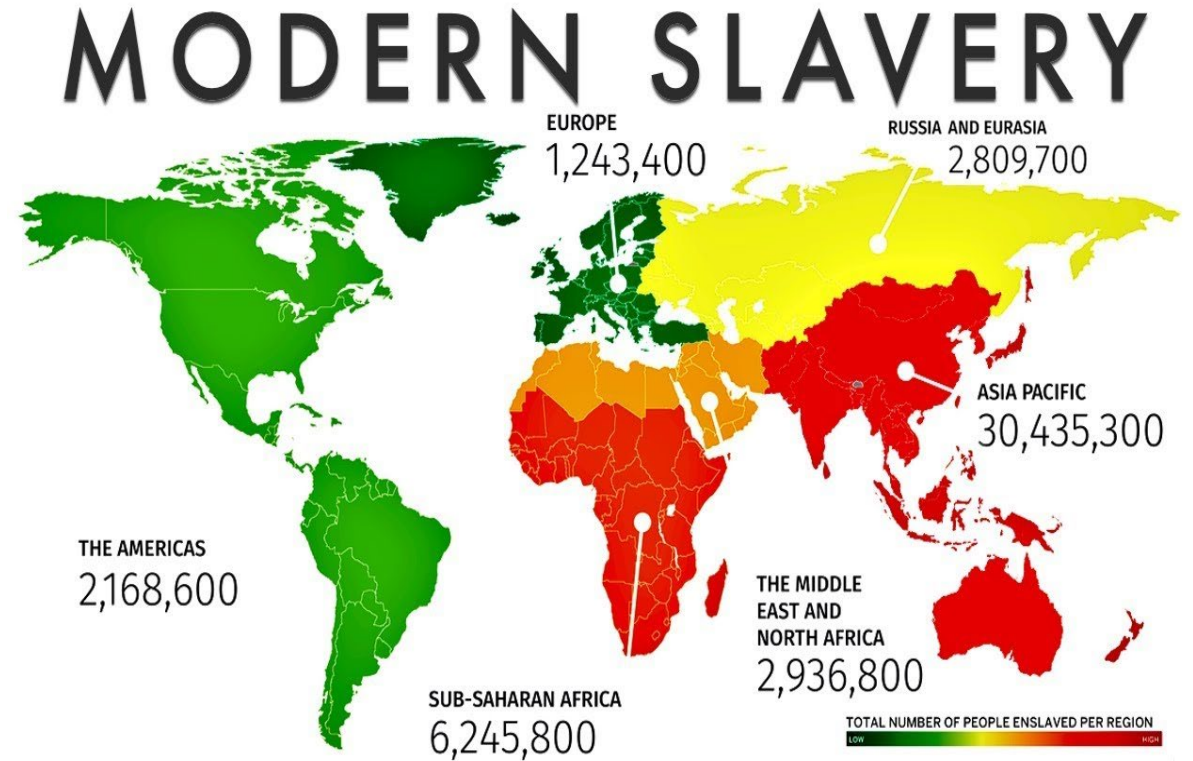 MODERN SLAVERY
EUROPE
1,243,400
RUSSIA AND EURASIA
2,809,700
ASIA PACIFIC
30,435,300
THE AMERICAS
2,168,600
THE MIDDLE
EAST AND
NORTH AFRICA
2,936,800
SUB-SAHARAN AFRICA
6,245,800
TOTAL NUMBER OF PEOPLE ENSLAVED PER REGION
LOW HIGH